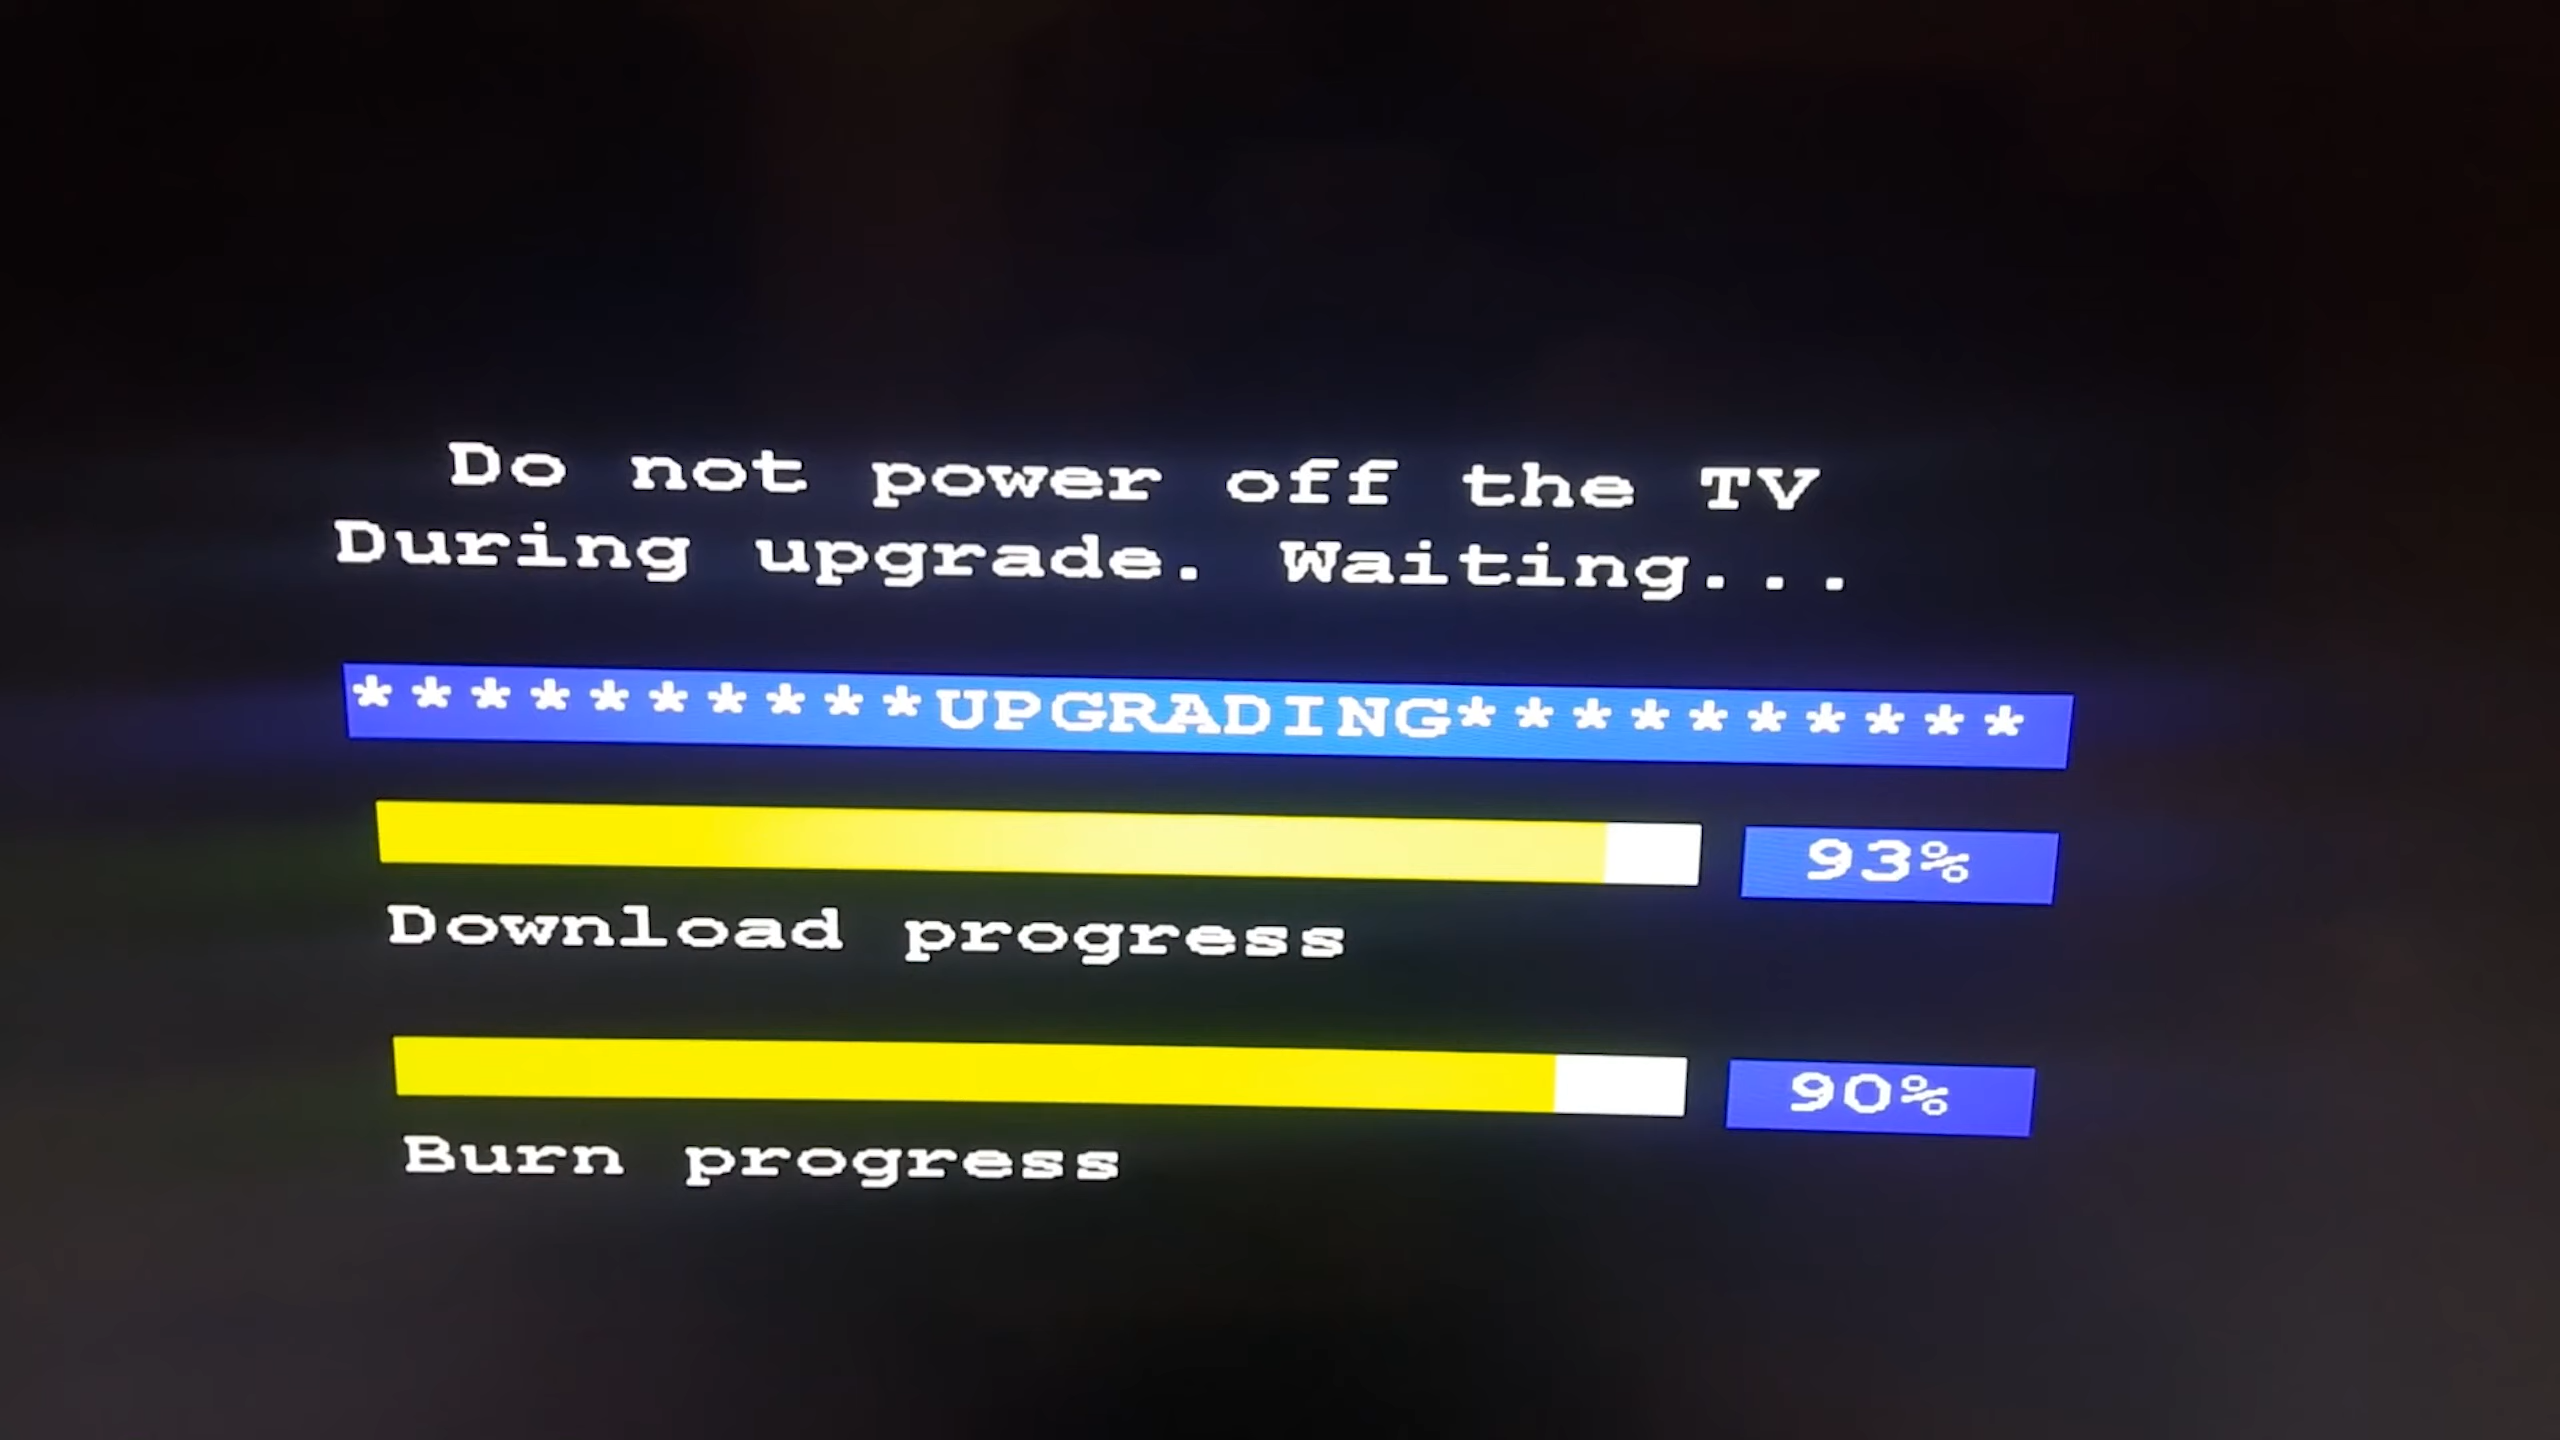 Do not power off the TV
During upgrade. Waiting...
**********UPGRADING**********
93%
Download progress
90%
Burn progress